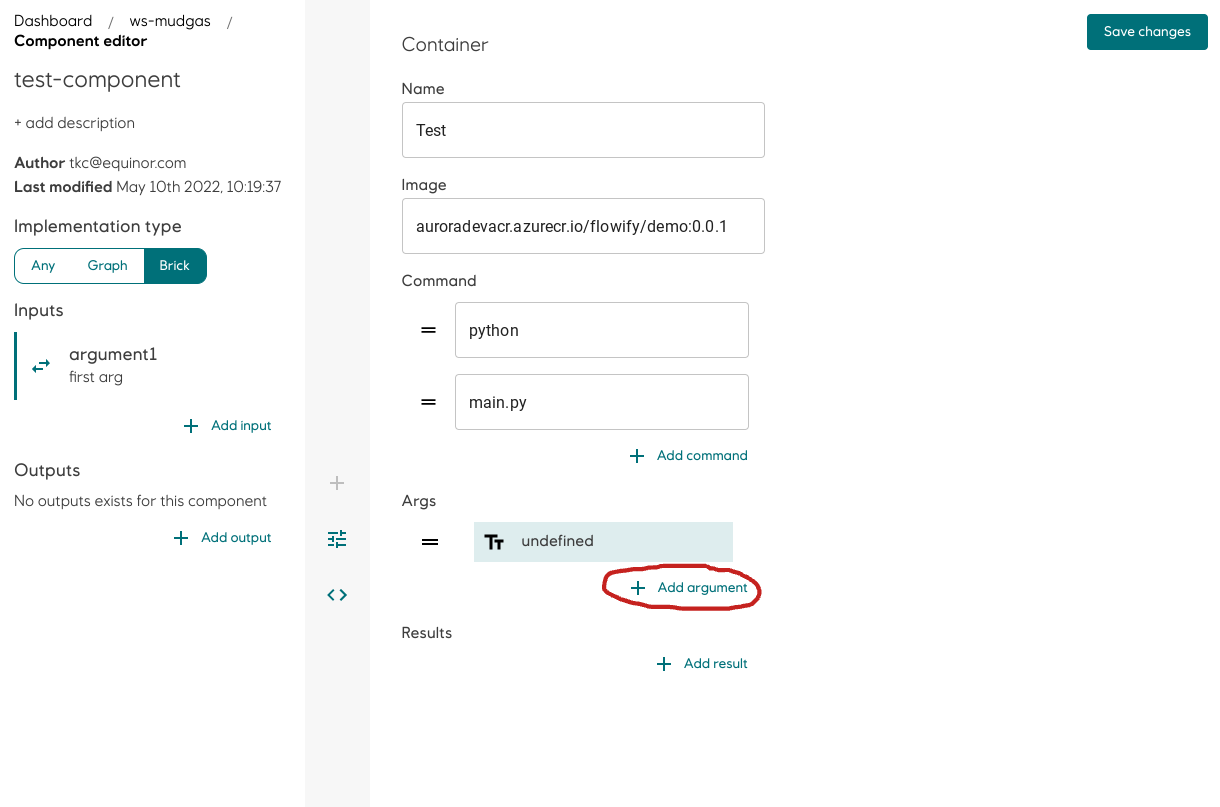 Dashboard / ws-mudgas /
Component editor
test-component
+ add description
Author tkc@equinor.com
Last modified May 10th 2022, 10:19:37
Implementation type
Any Graph Brick
Inputs
argument1
first arg
+ Add input
Outputs
No outputs exists for this component
+ Add output
Save changes
Container
Name
Test
Image
auroradevacr.azurecr.io/flowify/demo:0.0.1
Command
python
main.py
+ Add command
Args
Tт undefined
+ Add argument
Results
+ Add result